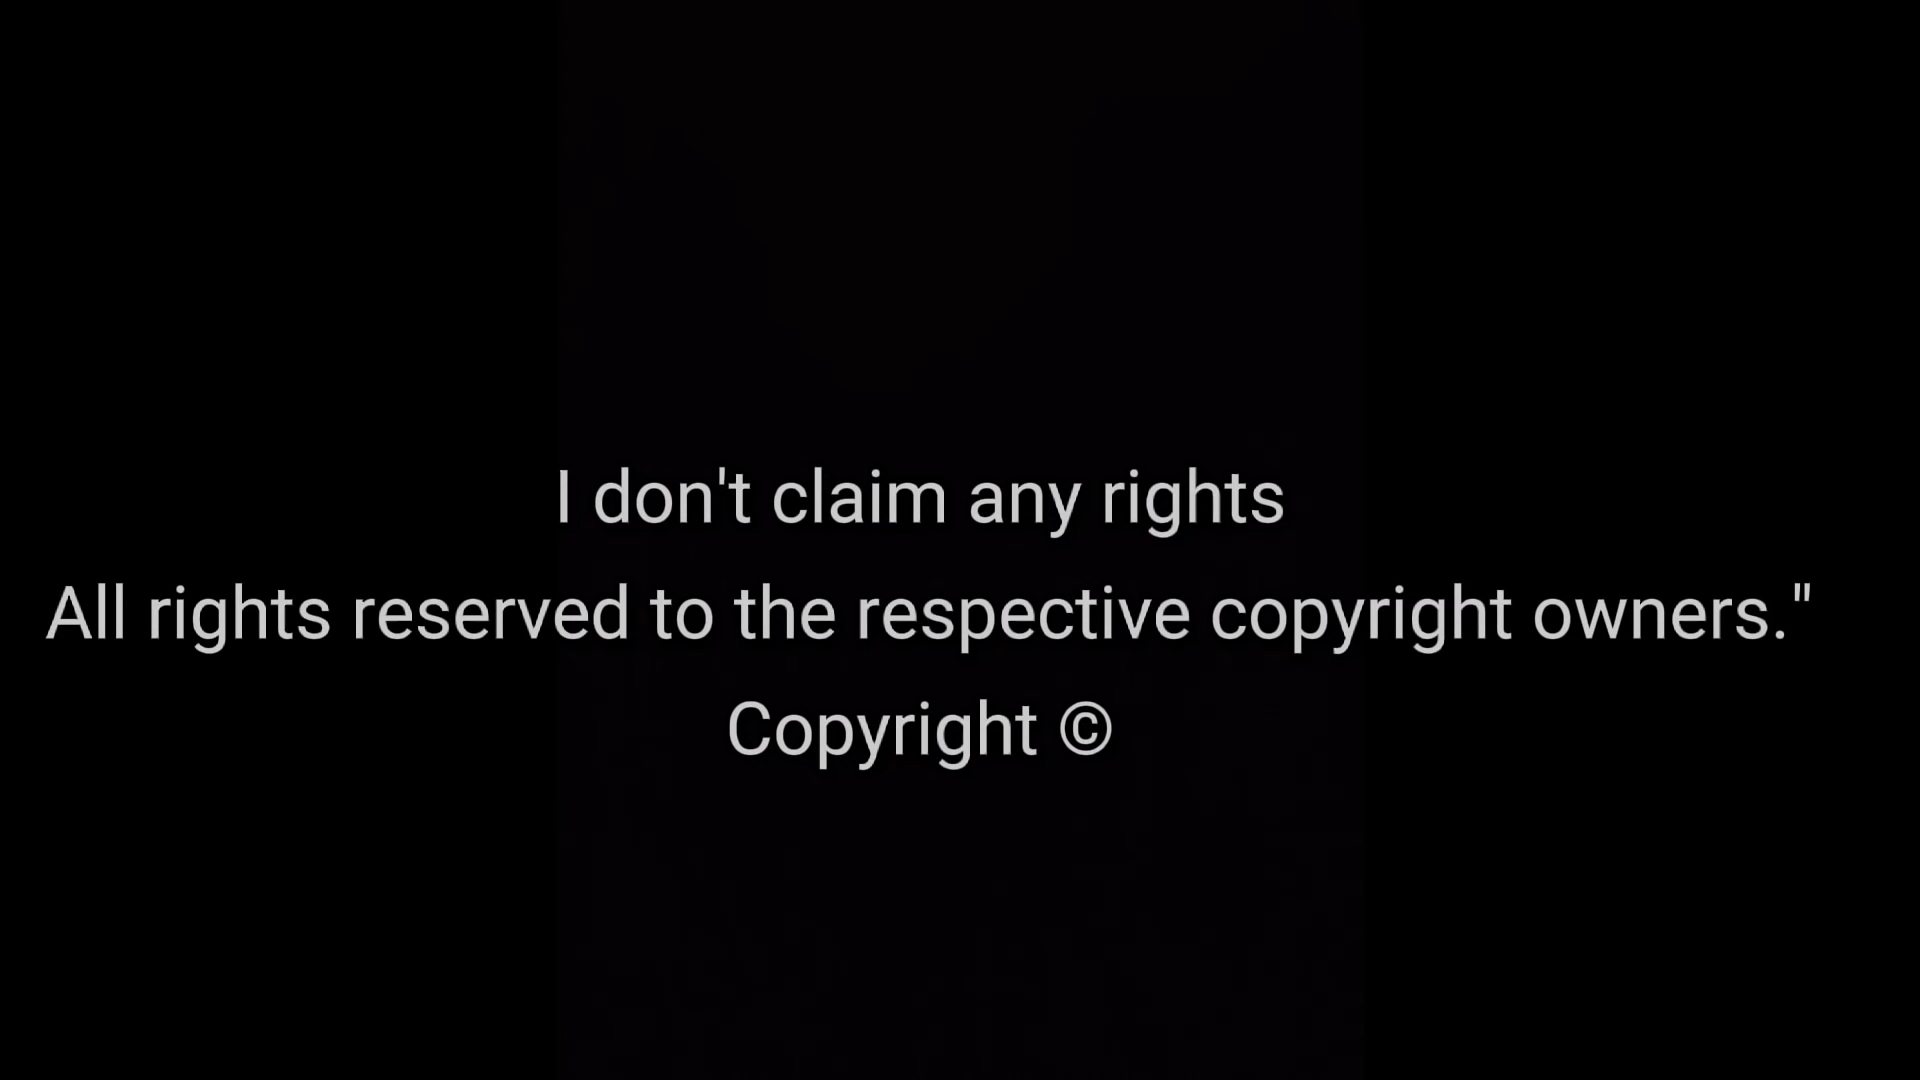 I don't claim any rights
All rights reserved to the respective copyright owners."
Copyright ©